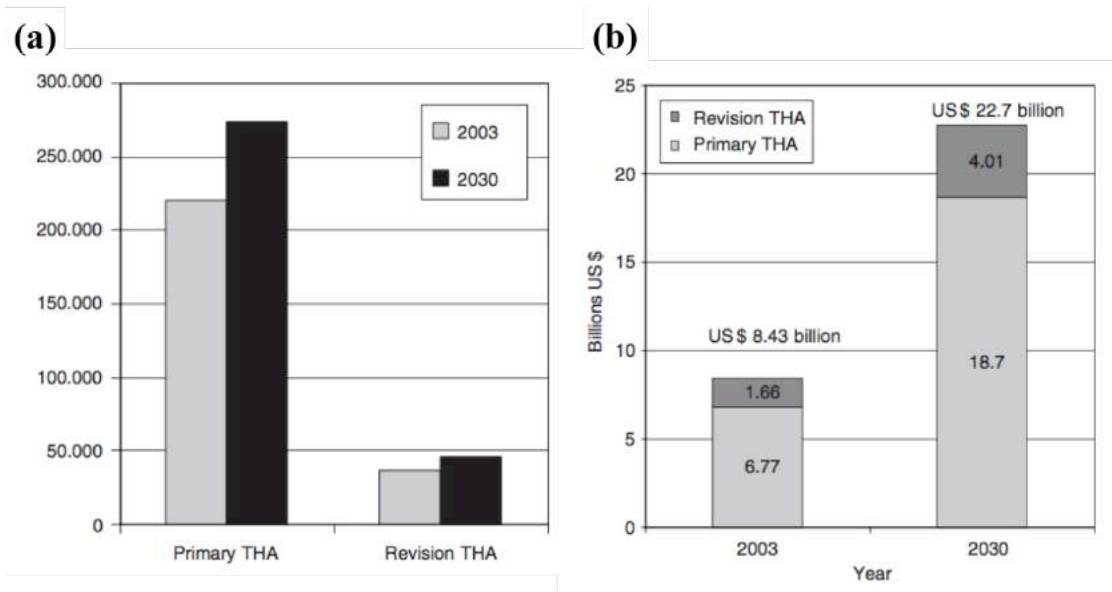 (a)
300.000
250.000
200.000
150.000
100.000
50.000
0
2003
2030
Primary THA
Revision THA
(b)
25
20
15
10
5
0
Billions US $
Revision THA
Primary THA
US $ 22.7 billion
4.01
18.7
US $ 8.43 billion
1.66
6.77
2003
2030
Year